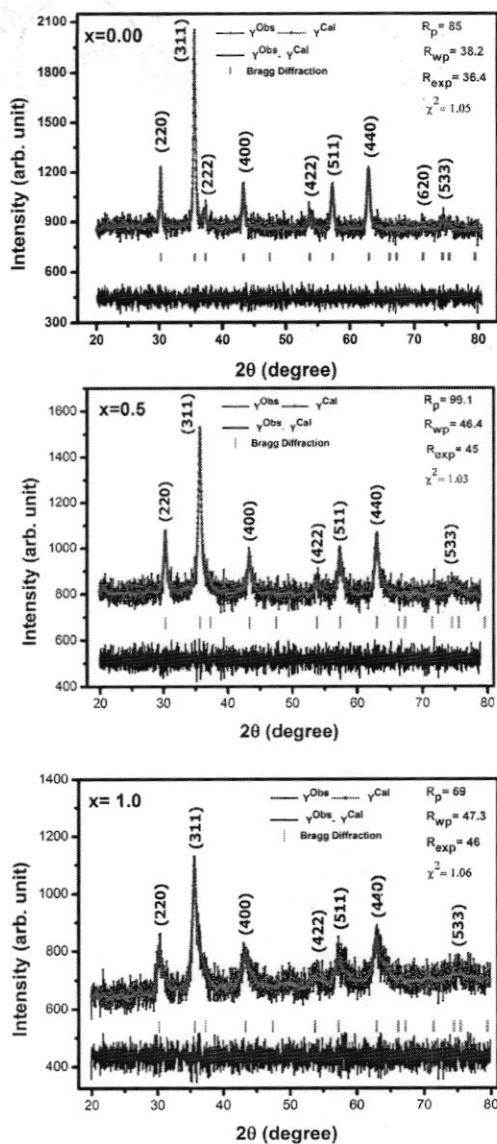 x=0.00
Y^Obs Y^Cal
Y^Obs- Y^Cal
Bragg Diffraction
R_p = 85
R_wp = 38.2
R_exp = 36.4
χ^2 = 1.05
(220)
(311)
(222)
(400)
(422)
(511)
(440)
(620)
(533)
Intensity (arb. unit)
2100
1800
1500
1200
900
600
300
20 30 40 50 60 70 80
2θ (degree)
x=0.5
Y^Obs Y^Cal
Y^Obs- Y^Cal
Bragg Diffraction
R_p = 99.1
R_wp = 46.4
R_exp = 45
χ^2 = 1.03
(220)
(311)
(400)
(422)
(511)
(440)
(533)
Intensity (arb. unit)
1600
1400
1200
1000
800
600
400
20 30 40 50 60 70 80
2θ (degree)
x= 1.0
Y^Obs Y^Cal
Y^Obs- Y^Cal
Bragg Diffraction
R_p= 69
R_wp= 47.3
R_exp= 46
χ^2= 1.06
(220)
(311)
(400)
(422)
(511)
(440)
(533)
Intensity (arb. unit)
1400
1200
1000
800
600
400
20 30 40 50 60 70 80
2θ (degree)